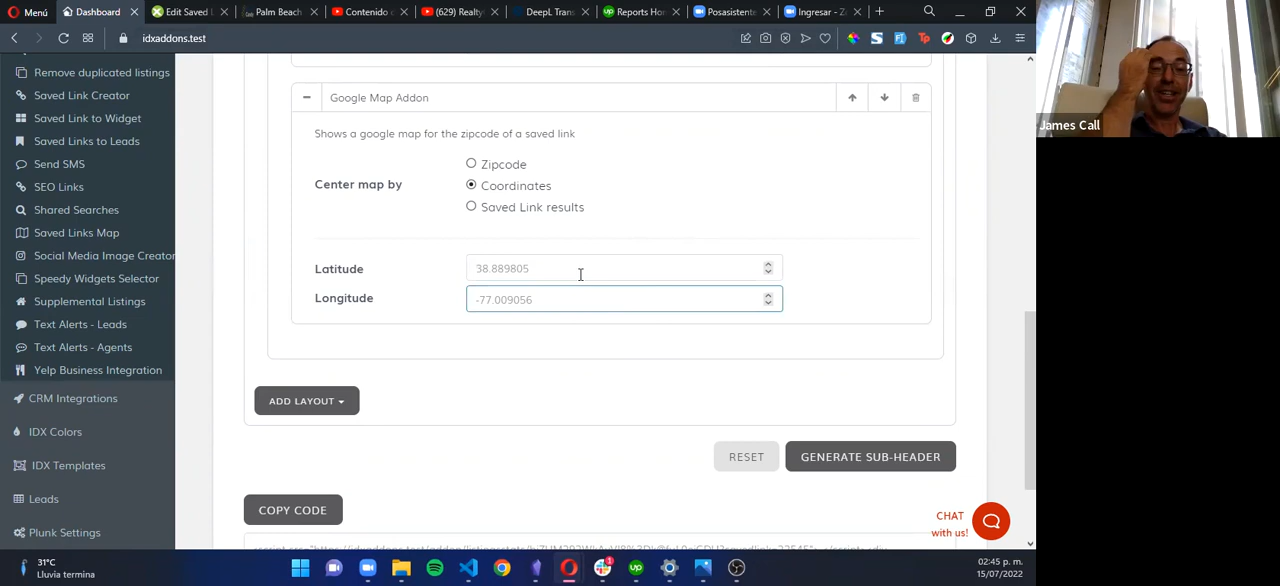 Menú
Dashboard
Edit Saved L
Palm Beach
Contenido c
(629) Realty
DeepL Trans
Reports Hom
Posasistente
Ingresar - Z
idxaddons.test
James Call
Remove duplicated listings
Saved Link Creator
Saved Link to Widget
Saved Links to Leads
Send SMS
SEO Links
Shared Searches
Saved Links Map
Social Media Image Creator
Speedy Widgets Selector
Supplemental Listings
Text Alerts - Leads
Text Alerts - Agents
Yelp Business Integration
CRM Integrations
IDX Colors
IDX Templates
Leads
Plunk Settings
Google Map Addon
Shows a google map for the zipcode of a saved link
Center map by
Zipcode
Coordinates
Saved Link results
Latitude
38.889805
Longitude
-77.009056
ADD LAYOUT
RESET
GENERATE SUB-HEADER
COPY CODE
CHAT
with us!
31°C
Lluvia termina
02:45 p. m.
15/07/2022